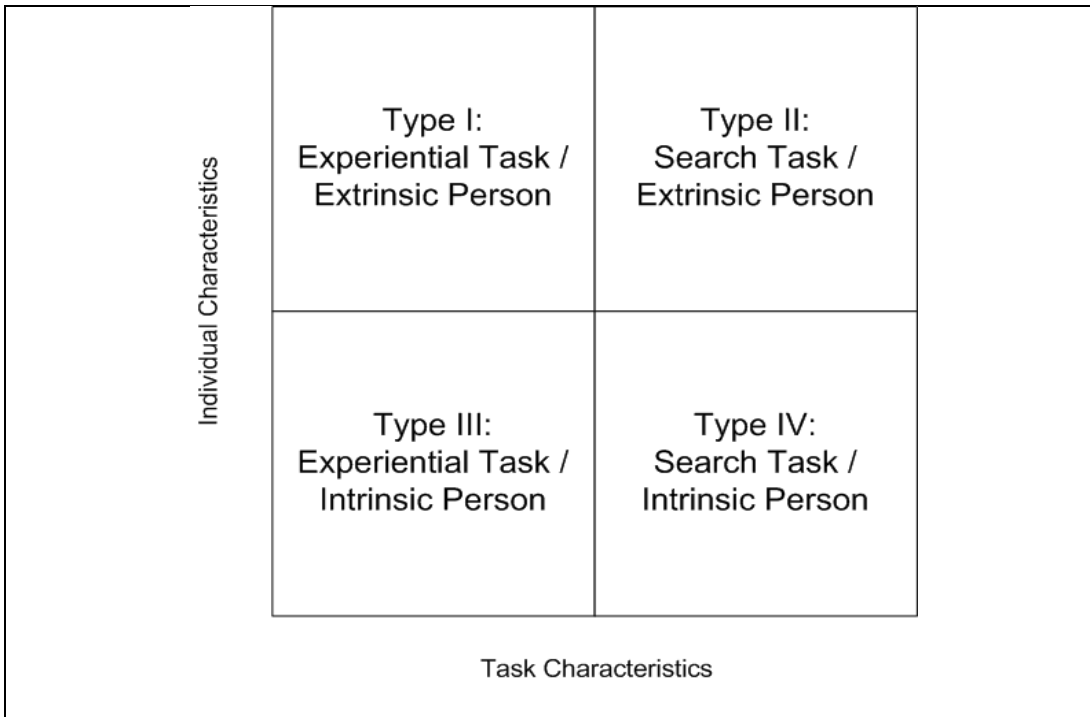 Individual Characteristics
Type I:
Experiential Task /
Extrinsic Person
Type II:
Search Task /
Extrinsic Person
Type III:
Experiential Task /
Intrinsic Person
Type IV:
Search Task /
Intrinsic Person
Task Characteristics